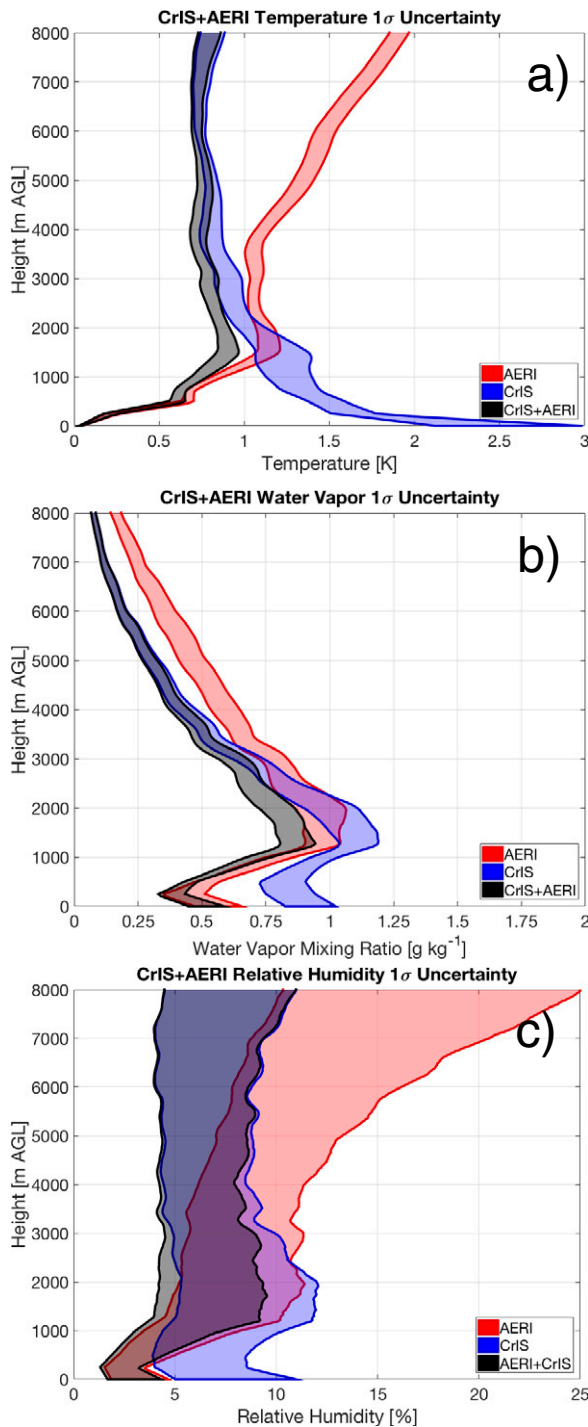 CrIS+AERI Temperature 1σ Uncertainty
a)
8000
7000
6000
5000
4000
3000
2000
1000
0
Height [m AGL]
AERI
CrIS
CrIS+AERI
0 0.5 1 1.5 2 2.5 3
Temperature [K]
CrIS+AERI Water Vapor 1σ Uncertainty
b)
8000
7000
6000
5000
4000
3000
2000
1000
0
Height [m AGL]
AERI
CrIS
CrIS+AERI
0 0.25 0.5 0.75 1 1.25 1.5 1.75 2
Water Vapor Mixing Ratio [g kg⁻¹]
CrIS+AERI Relative Humidity 1σ Uncertainty
c)
8000
7000
6000
5000
4000
3000
2000
1000
0
Height [m AGL]
AERI
CrIS
AERI+CrIS
0 5 10 15 20 25
Relative Humidity [%]